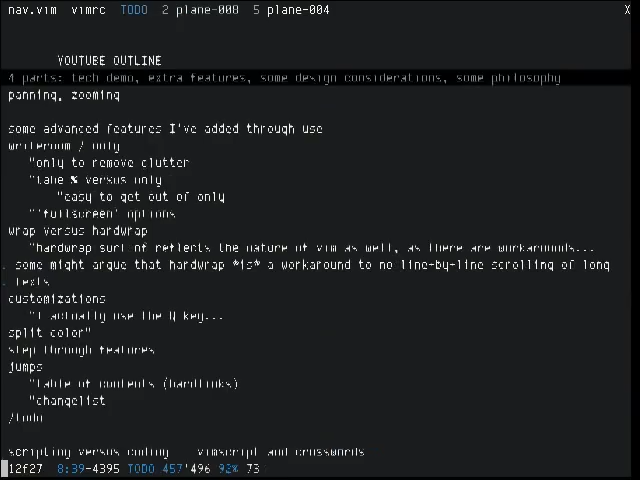 nav.vim vimrc TODO 2 plane-008 5 plane-004 X
YOUTUBE OUTLINE
4 parts: tech demo, extra features, some design considerations, some philosophy
panning, zooming
some advanced features I've added through use
writeroom / only
"only to remove clutter
"tabe % versus only
"easy to get out of only
"'fullscreen' options
wrap versus hardwrap
"hardwrap sort of reflects the nature of vim as well, as there are workarounds...
. some might argue that hardwrap *is* a workaround to no line-by-line scrolling of long
. texts
customizations
"I actually use the Q key...
split color"
step through features
jumps
"table of contents (hardlinks)
"changelist
/todo
scripting versus coding vimscript and crosswords
12f27 8:39-4395 TODO 457'496 92% 73